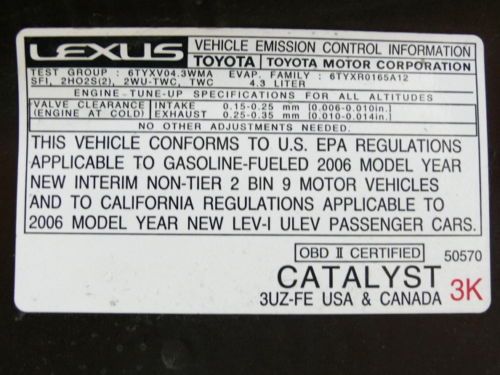 LEXUS VEHICLE EMISSION CONTROL INFORMATION
TOYOTA TOYOTA MOTOR CORPORATION
TEST GROUP : 6TYXV04.3WMA EVAP. FAMILY : 6TYXR0165A12
SFI, 2HO2S(2), 2WU-TWC, TWC 4.3 LITER
ENGINE-TUNE-UP SPECIFICATIONS FOR ALL ALTITUDES
VALVE CLEARANCE INTAKE 0.15-0.25 mm [0.006-0.010in.]
(ENGINE AT COLD) EXHAUST 0.25-0.35 mm [0.010-0.014in.]
NO OTHER ADJUSTMENTS NEEDED.
THIS VEHICLE CONFORMS TO U.S. EPA REGULATIONS
APPLICABLE TO GASOLINE-FUELED 2006 MODEL YEAR
NEW INTERIM NON-TIER 2 BIN 9 MOTOR VEHICLES
AND TO CALIFORNIA REGULATIONS APPLICABLE TO
2006 MODEL YEAR NEW LEV-I ULEV PASSENGER CARS.
OBD II CERTIFIED 50570
CATALYST
3UZ-FE USA & CANADA 3K